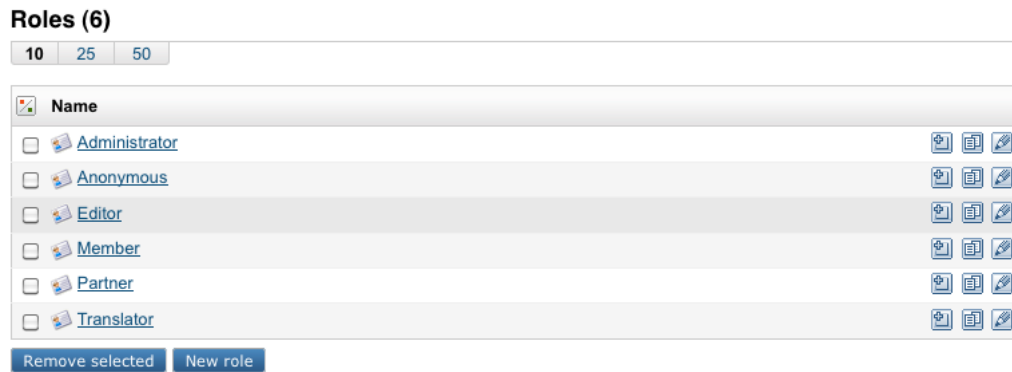 Roles (6)
10 25 50
Name
Administrator
Anonymous
Editor
Member
Partner
Translator
Remove selected New role